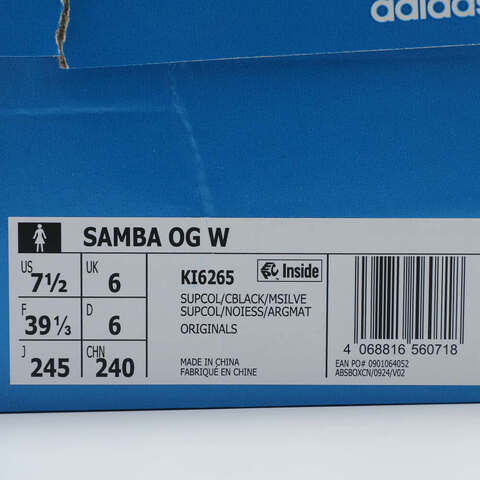 adidas
SAMBA OG W
US 7½ UK 6
F 39⅓ D 6
J 245 CHN 240
KI6265 Inside
SUPCOL/CBLACK/MSILVE
SUPCOL/NOIESS/ARGMAT
ORIGINALS
MADE IN CHINA
FABRIQUÉ EN CHINE
4 068816 560718
EAN PO# 0901064052
ABSBOXCN/0924/V02